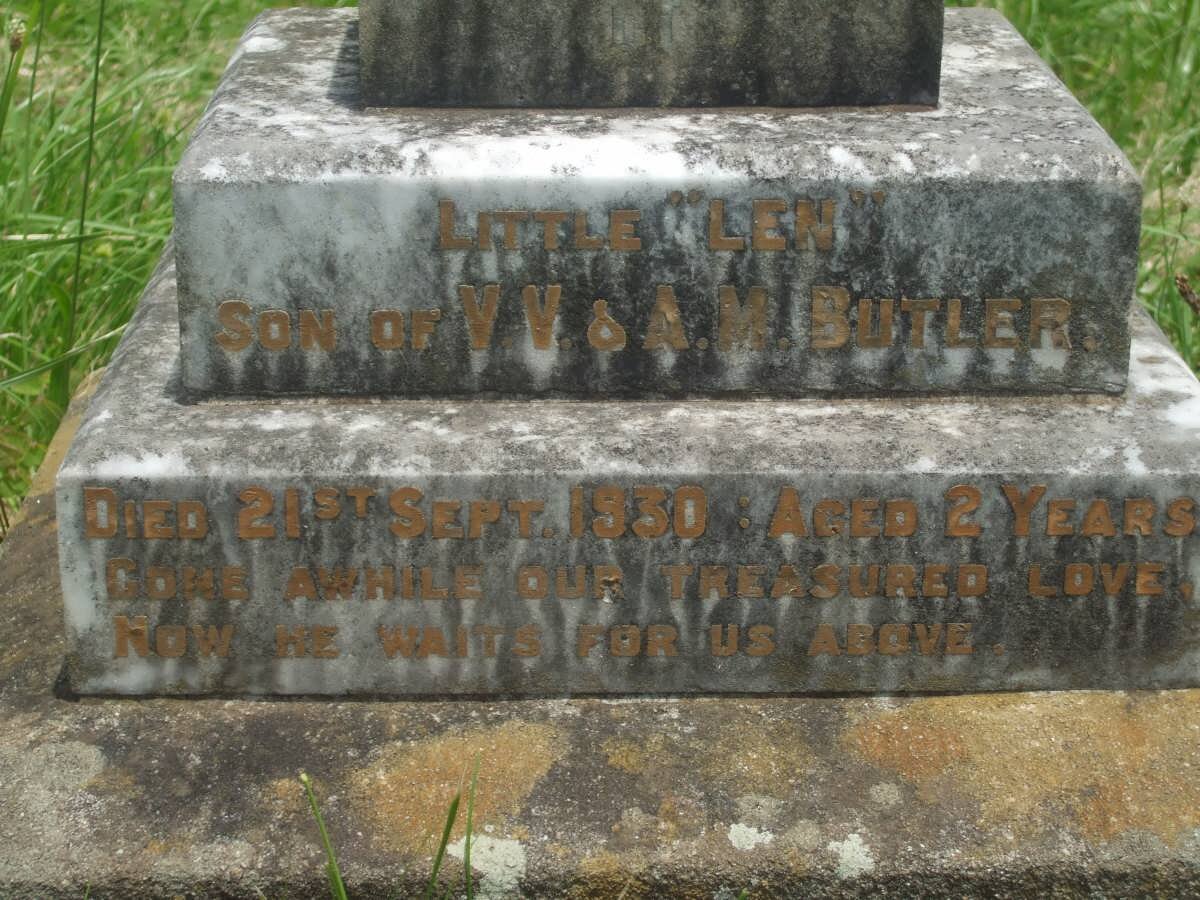 LITTLE "LEN"
SON OF V.V. & A.M. BUTLER.
DIED 21ST SEPT. 1930 : AGED 2 YEARS
GONE AWHILE OUR TREASURED LOVE,
NOW HE WAITS FOR US ABOVE.